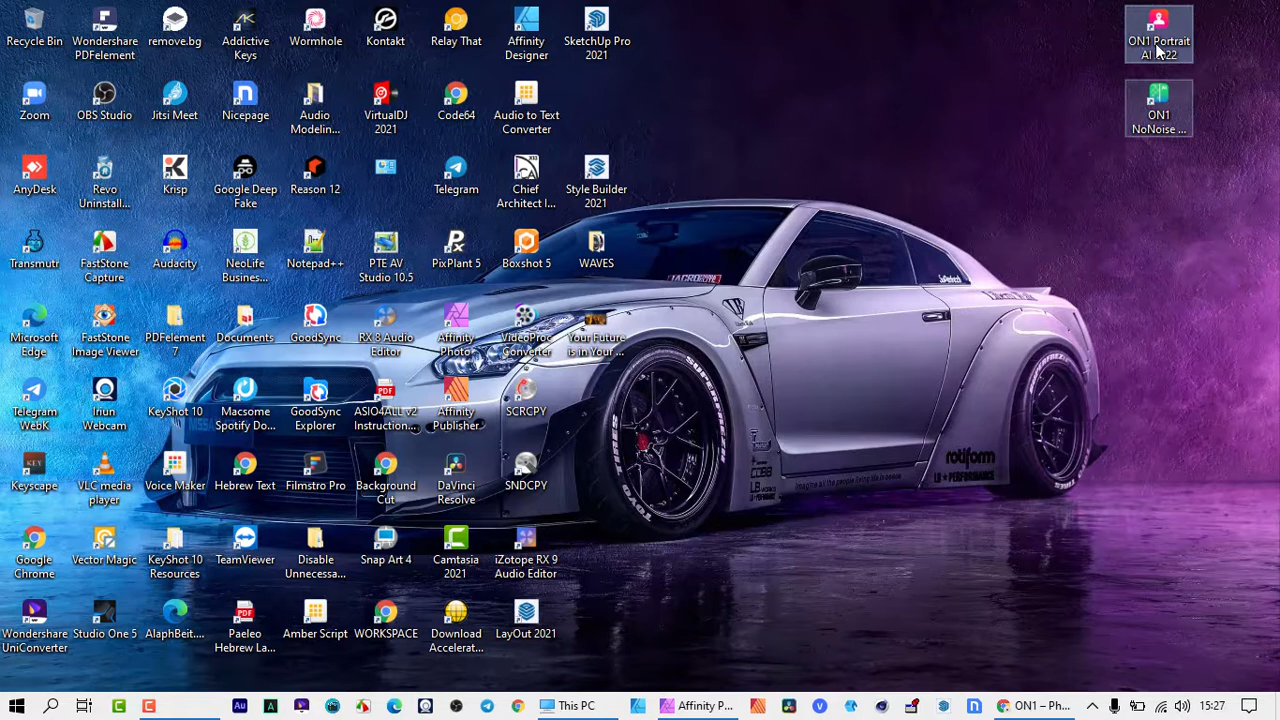 Recycle Bin
Wondershare
PDFelement
remove.bg
Addictive
Keys
Wormhole
Kontakt
Relay That
Affinity
Designer
SketchUp Pro
2021
ON1 Portrait
AI 2022
Zoom
OBS Studio
Jitsi Meet
Nicepage
Audio
Modelin...
VirtualDJ
2021
Code64
Audio to Text
Converter
ON1
NoNoise ...
AnyDesk
Revo
Uninstall...
Krisp
Google Deep
Fake
Reason 12
Telegram
Chief
Architect I...
Style Builder
2021
Transmutr
FastStone
Capture
Audacity
NeoLife
Busines...
Notepad++
PTE AV
Studio 10.5
PixPlant 5
Boxshot 5
WAVES
Microsoft
Edge
FastStone
Image Viewer
PDFelement
7
Documents
GoodSync
RX 8 Audio
Editor
Affinity
Photo
VideoProc
Converter
Your Future
is in Your ...
Telegram
WebK
Iriun
Webcam
KeyShot 10
Macsome
Spotify Do...
GoodSync
Explorer
ASIO4ALL v2
Instruction...
Affinity
Publisher
SCRCPY
Keyscape
VLC media
player
Voice Maker
Hebrew Text
Filmstro Pro
Background
Cut
DaVinci
Resolve
SNDCPY
Google
Chrome
Vector Magic
KeyShot 10
Resources
TeamViewer
Disable
Unnecessa...
Snap Art 4
Camtasia
2021
iZotope RX 9
Audio Editor
Wondershare
UniConverter
Studio One 5
AlaphBeit....
Paeleo
Hebrew La...
Amber Script
WORKSPACE
Download
Accelerat...
LayOut 2021
TOYO TIRES
rotiform
LB★PERFORMANCE
This PC
Affinity P...
ON1 – Ph...
15:27